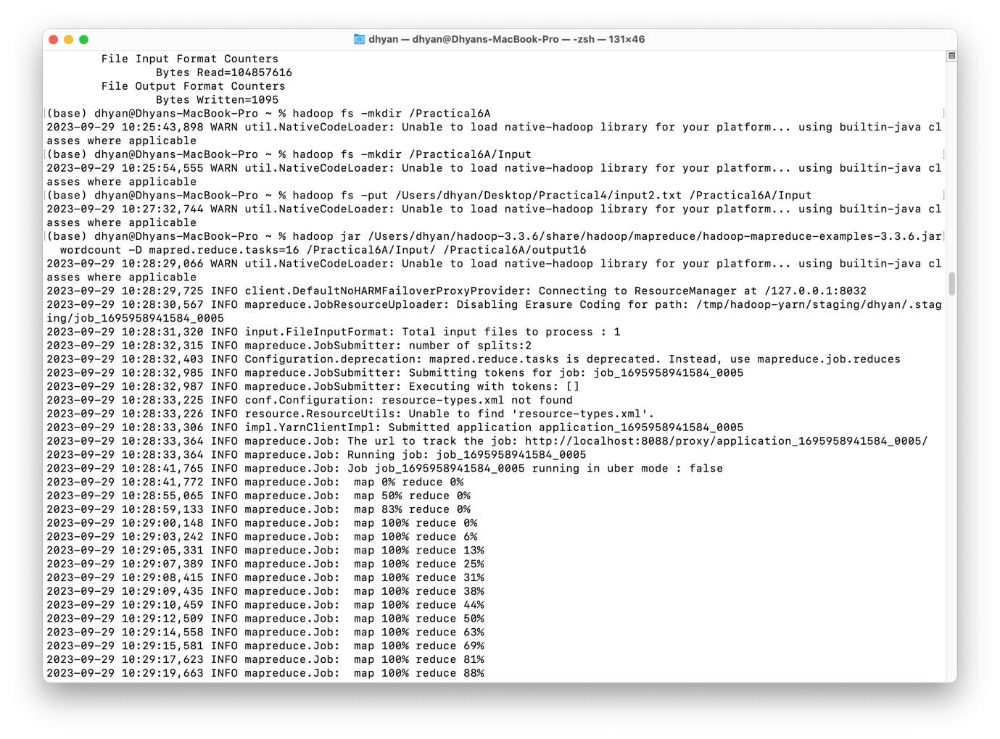 dhyan — dhyan@Dhyans-MacBook-Pro — -zsh — 131×46
File Input Format Counters
Bytes Read=104857616
File Output Format Counters
Bytes Written=1095
[(base) dhyan@Dhyans-MacBook-Pro ~ % hadoop fs -mkdir /Practical6A ]
2023-09-29 10:25:43,898 WARN util.NativeCodeLoader: Unable to load native-hadoop library for your platform... using builtin-java cl
asses where applicable
[(base) dhyan@Dhyans-MacBook-Pro ~ % hadoop fs -mkdir /Practical6A/Input ]
2023-09-29 10:25:54,555 WARN util.NativeCodeLoader: Unable to load native-hadoop library for your platform... using builtin-java cl
asses where applicable
[(base) dhyan@Dhyans-MacBook-Pro ~ % hadoop fs -put /Users/dhyan/Desktop/Practical4/input2.txt /Practical6A/Input ]
2023-09-29 10:27:32,744 WARN util.NativeCodeLoader: Unable to load native-hadoop library for your platform... using builtin-java cl
asses where applicable
[(base) dhyan@Dhyans-MacBook-Pro ~ % hadoop jar /Users/dhyan/hadoop-3.3.6/share/hadoop/mapreduce/hadoop-mapreduce-examples-3.3.6.jar]
wordcount -D mapred.reduce.tasks=16 /Practical6A/Input/ /Practical6A/output16
2023-09-29 10:28:29,066 WARN util.NativeCodeLoader: Unable to load native-hadoop library for your platform... using builtin-java cl
asses where applicable
2023-09-29 10:28:29,725 INFO client.DefaultNoHARMFailoverProxyProvider: Connecting to ResourceManager at /127.0.0.1:8032
2023-09-29 10:28:30,567 INFO mapreduce.JobResourceUploader: Disabling Erasure Coding for path: /tmp/hadoop-yarn/staging/dhyan/.stag
ing/job_1695958941584_0005
2023-09-29 10:28:31,320 INFO input.FileInputFormat: Total input files to process : 1
2023-09-29 10:28:32,315 INFO mapreduce.JobSubmitter: number of splits:2
2023-09-29 10:28:32,403 INFO Configuration.deprecation: mapred.reduce.tasks is deprecated. Instead, use mapreduce.job.reduces
2023-09-29 10:28:32,985 INFO mapreduce.JobSubmitter: Submitting tokens for job: job_1695958941584_0005
2023-09-29 10:28:32,987 INFO mapreduce.JobSubmitter: Executing with tokens: []
2023-09-29 10:28:33,225 INFO conf.Configuration: resource-types.xml not found
2023-09-29 10:28:33,226 INFO resource.ResourceUtils: Unable to find 'resource-types.xml'.
2023-09-29 10:28:33,306 INFO impl.YarnClientImpl: Submitted application application_1695958941584_0005
2023-09-29 10:28:33,364 INFO mapreduce.Job: The url to track the job: http://localhost:8088/proxy/application_1695958941584_0005/
2023-09-29 10:28:33,364 INFO mapreduce.Job: Running job: job_1695958941584_0005
2023-09-29 10:28:41,765 INFO mapreduce.Job: Job job_1695958941584_0005 running in uber mode : false
2023-09-29 10:28:41,772 INFO mapreduce.Job:  map 0% reduce 0%
2023-09-29 10:28:55,065 INFO mapreduce.Job:  map 50% reduce 0%
2023-09-29 10:28:59,133 INFO mapreduce.Job:  map 83% reduce 0%
2023-09-29 10:29:00,148 INFO mapreduce.Job:  map 100% reduce 0%
2023-09-29 10:29:03,242 INFO mapreduce.Job:  map 100% reduce 6%
2023-09-29 10:29:05,331 INFO mapreduce.Job:  map 100% reduce 13%
2023-09-29 10:29:07,389 INFO mapreduce.Job:  map 100% reduce 25%
2023-09-29 10:29:08,415 INFO mapreduce.Job:  map 100% reduce 31%
2023-09-29 10:29:09,435 INFO mapreduce.Job:  map 100% reduce 38%
2023-09-29 10:29:10,459 INFO mapreduce.Job:  map 100% reduce 44%
2023-09-29 10:29:12,509 INFO mapreduce.Job:  map 100% reduce 50%
2023-09-29 10:29:14,558 INFO mapreduce.Job:  map 100% reduce 63%
2023-09-29 10:29:15,581 INFO mapreduce.Job:  map 100% reduce 69%
2023-09-29 10:29:17,623 INFO mapreduce.Job:  map 100% reduce 81%
2023-09-29 10:29:19,663 INFO mapreduce.Job:  map 100% reduce 88%